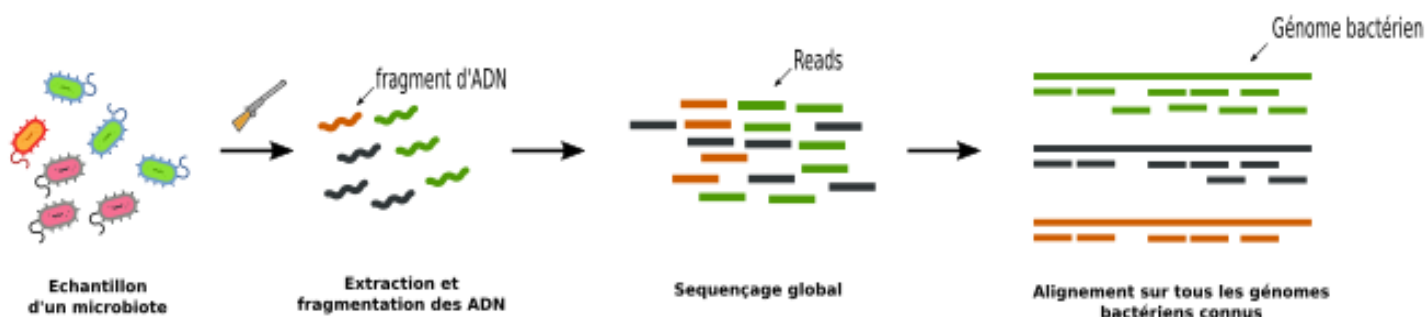 fragment d'ADN
Reads
Génome bactérien
Echantillon
d'un microbiote
Extraction et
fragmentation des ADN
Sequençage global
Alignement sur tous les génomes
bactériens connus